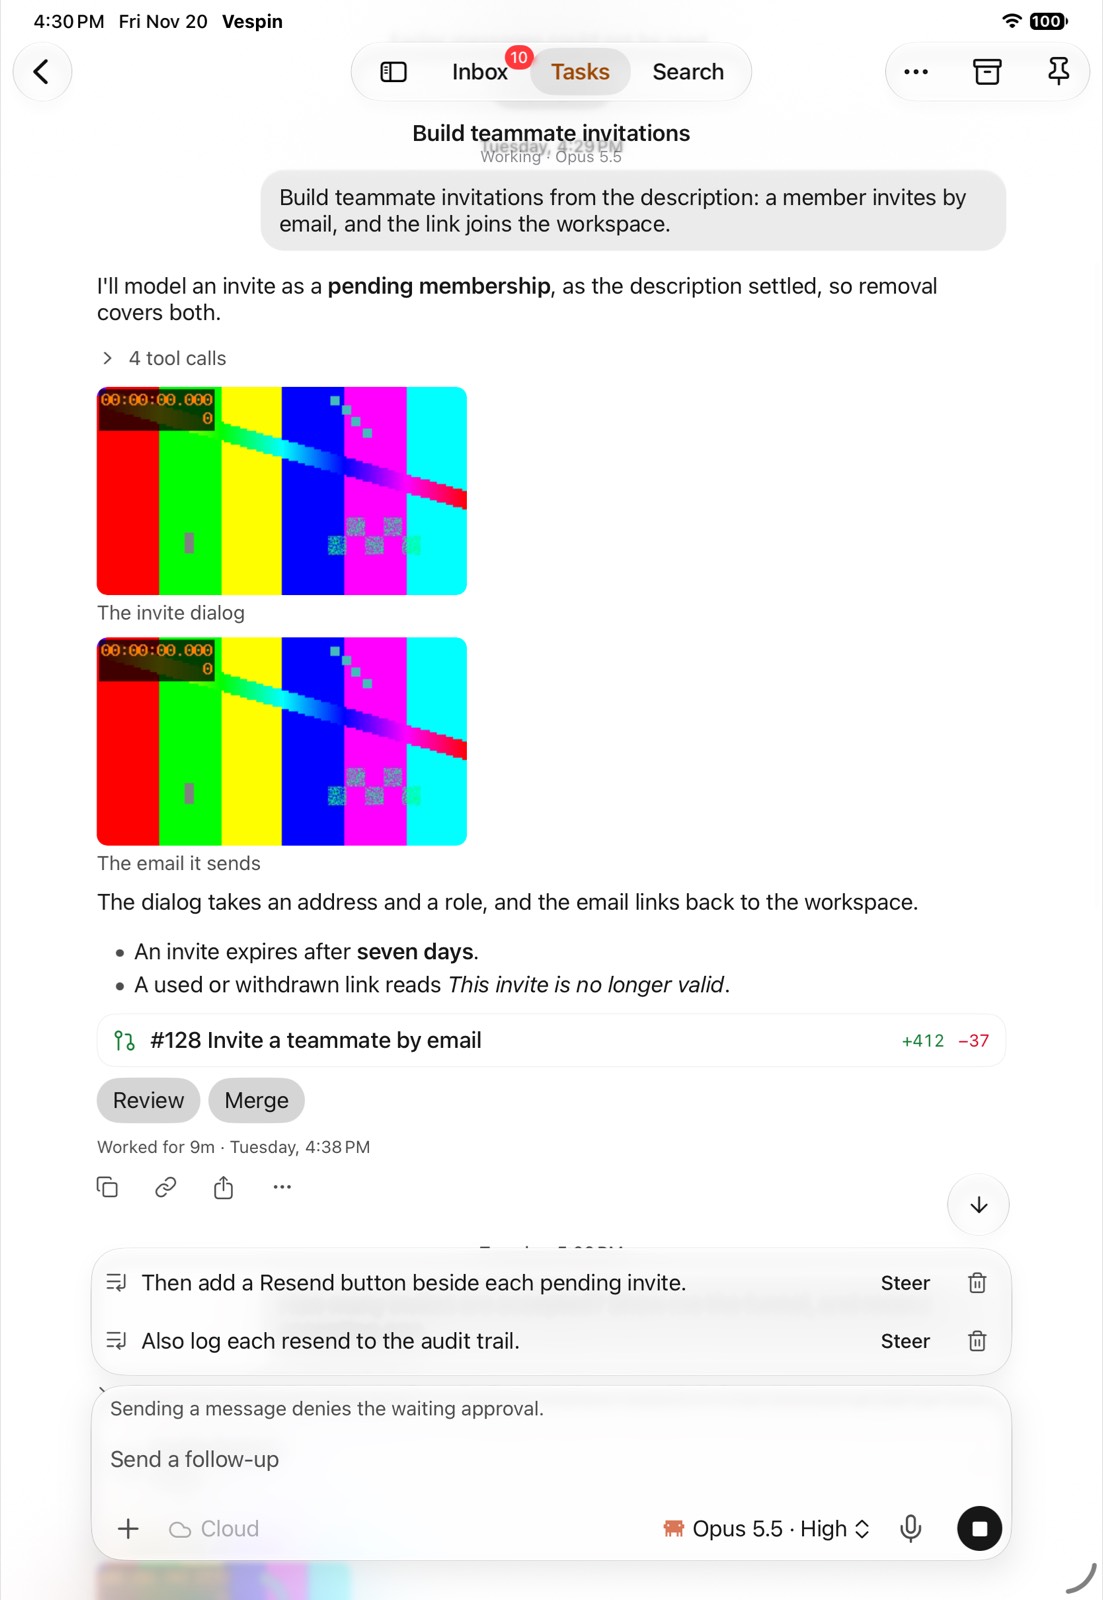 4:30 PM Fri Nov 20 Vespin
100
Inbox 10 Tasks Search
Build teammate invitations
Tuesday, 4:29 PM
Working · Opus 5.5
Build teammate invitations from the description: a member invites by
email, and the link joins the workspace.
I'll model an invite as a pending membership, as the description settled, so removal
covers both.
4 tool calls
00:00:00.000
0
The invite dialog
00:00:00.000
0
The email it sends
The dialog takes an address and a role, and the email links back to the workspace.
• An invite expires after seven days.
• A used or withdrawn link reads This invite is no longer valid.
#128 Invite a teammate by email +412 −37
Review Merge
Worked for 9m · Tuesday, 4:38 PM
Then add a Resend button beside each pending invite. Steer
Also log each resend to the audit trail. Steer
Sending a message denies the waiting approval.
Send a follow-up
Cloud Opus 5.5 · High